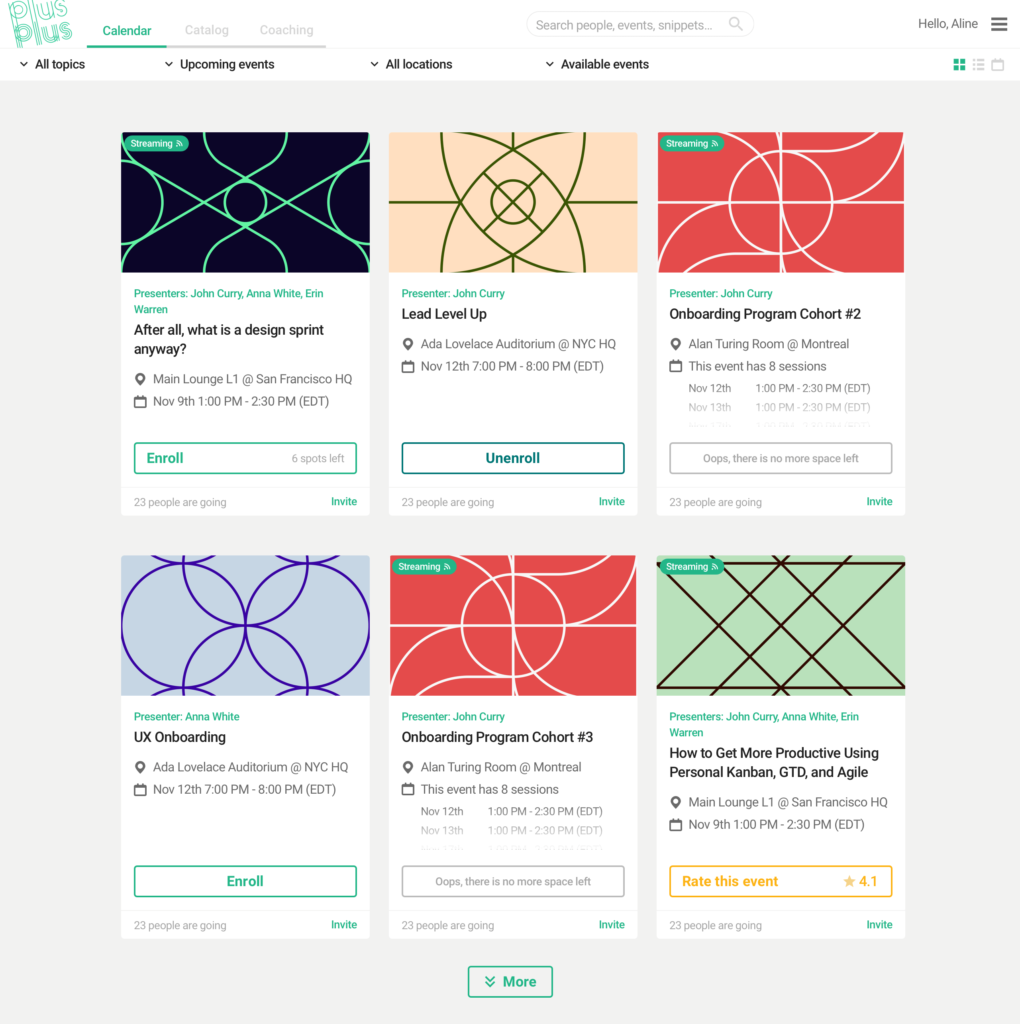 plus
plus
Calendar
Catalog
Coaching
Search people, events, snippets...
Hello, Aline
All topics
Upcoming events
All locations
Available events
Streaming
Presenters: John Curry, Anna White, Erin
Warren
After all, what is a design sprint
anyway?
Main Lounge L1 @ San Francisco HQ
Nov 9th 1:00 PM - 2:30 PM (EDT)
Enroll
6 spots left
23 people are going
Invite
Presenter: John Curry
Lead Level Up
Ada Lovelace Auditorium @ NYC HQ
Nov 12th 7:00 PM - 8:00 PM (EDT)
Unenroll
23 people are going
Invite
Streaming
Presenter: John Curry
Onboarding Program Cohort #2
Alan Turing Room @ Montreal
This event has 8 sessions
Nov 12th 1:00 PM - 2:30 PM (EDT)
Nov 13th 1:00 PM - 2:30 PM (EDT)
Oops, there is no more space left
23 people are going
Invite
Presenter: Anna White
UX Onboarding
Ada Lovelace Auditorium @ NYC HQ
Nov 12th 7:00 PM - 8:00 PM (EDT)
Enroll
23 people are going
Invite
Streaming
Presenter: John Curry
Onboarding Program Cohort #3
Alan Turing Room @ Montreal
This event has 8 sessions
Nov 12th 1:00 PM - 2:30 PM (EDT)
Nov 13th 1:00 PM - 2:30 PM (EDT)
Oops, there is no more space left
23 people are going
Invite
Streaming
Presenters: John Curry, Anna White, Erin
Warren
How to Get More Productive Using
Personal Kanban, GTD, and Agile
Main Lounge L1 @ San Francisco HQ
Nov 9th 1:00 PM - 2:30 PM (EDT)
Rate this event
4.1
23 people are going
Invite
More